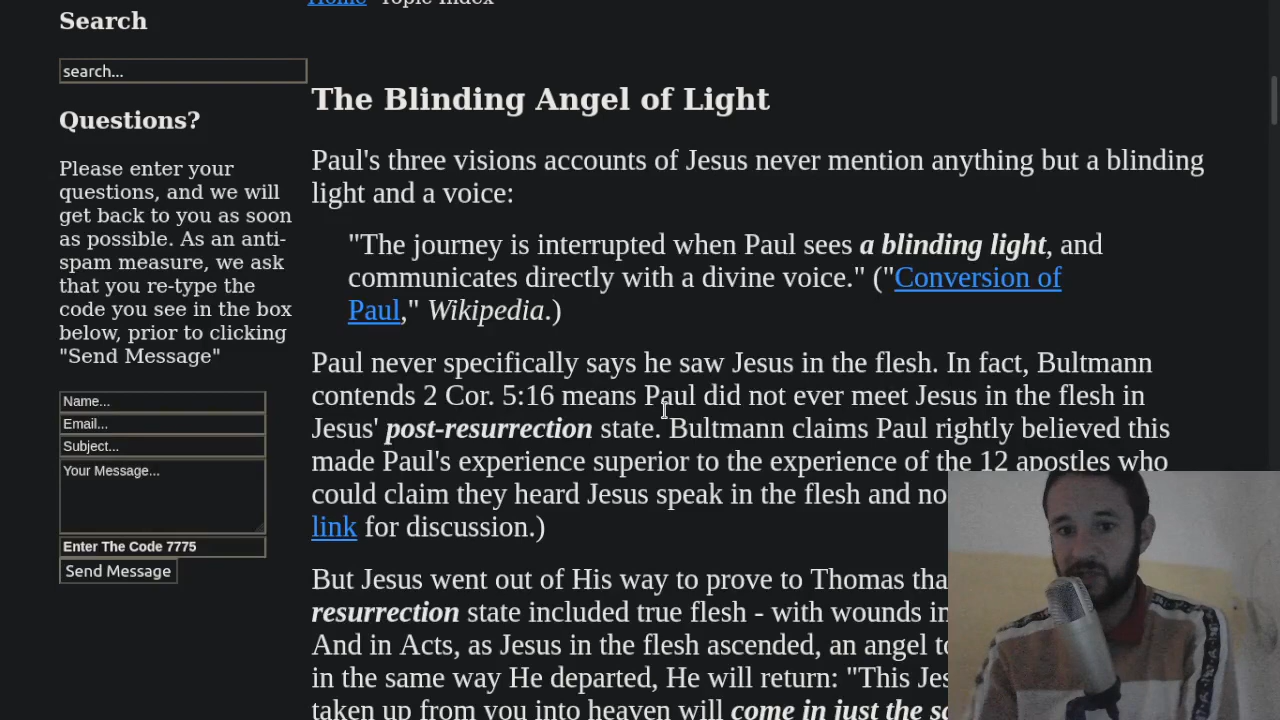 Home Topic Index
Search
search...
Questions?
Please enter your
questions, and we will
get back to you as soon
as possible. As an anti-
spam measure, we ask
that you re-type the
code you see in the box
below, prior to clicking
"Send Message"
Name...
Email...
Subject...
Your Message...
Enter The Code 7775
Send Message
The Blinding Angel of Light
Paul's three visions accounts of Jesus never mention anything but a blinding
light and a voice:
"The journey is interrupted when Paul sees a blinding light, and
communicates directly with a divine voice." ("Conversion of
Paul," Wikipedia.)
Paul never specifically says he saw Jesus in the flesh. In fact, Bultmann
contends 2 Cor. 5:16 means Paul did not ever meet Jesus in the flesh in
Jesus' post-resurrection state. Bultmann claims Paul rightly believed this
made Paul's experience superior to the experience of the 12 apostles who
could claim they heard Jesus speak in the flesh and no
link for discussion.)
But Jesus went out of His way to prove to Thomas tha
resurrection state included true flesh - with wounds in
And in Acts, as Jesus in the flesh ascended, an angel to
in the same way He departed, He will return: "This Jes
taken up from you into heaven will come in just the sa